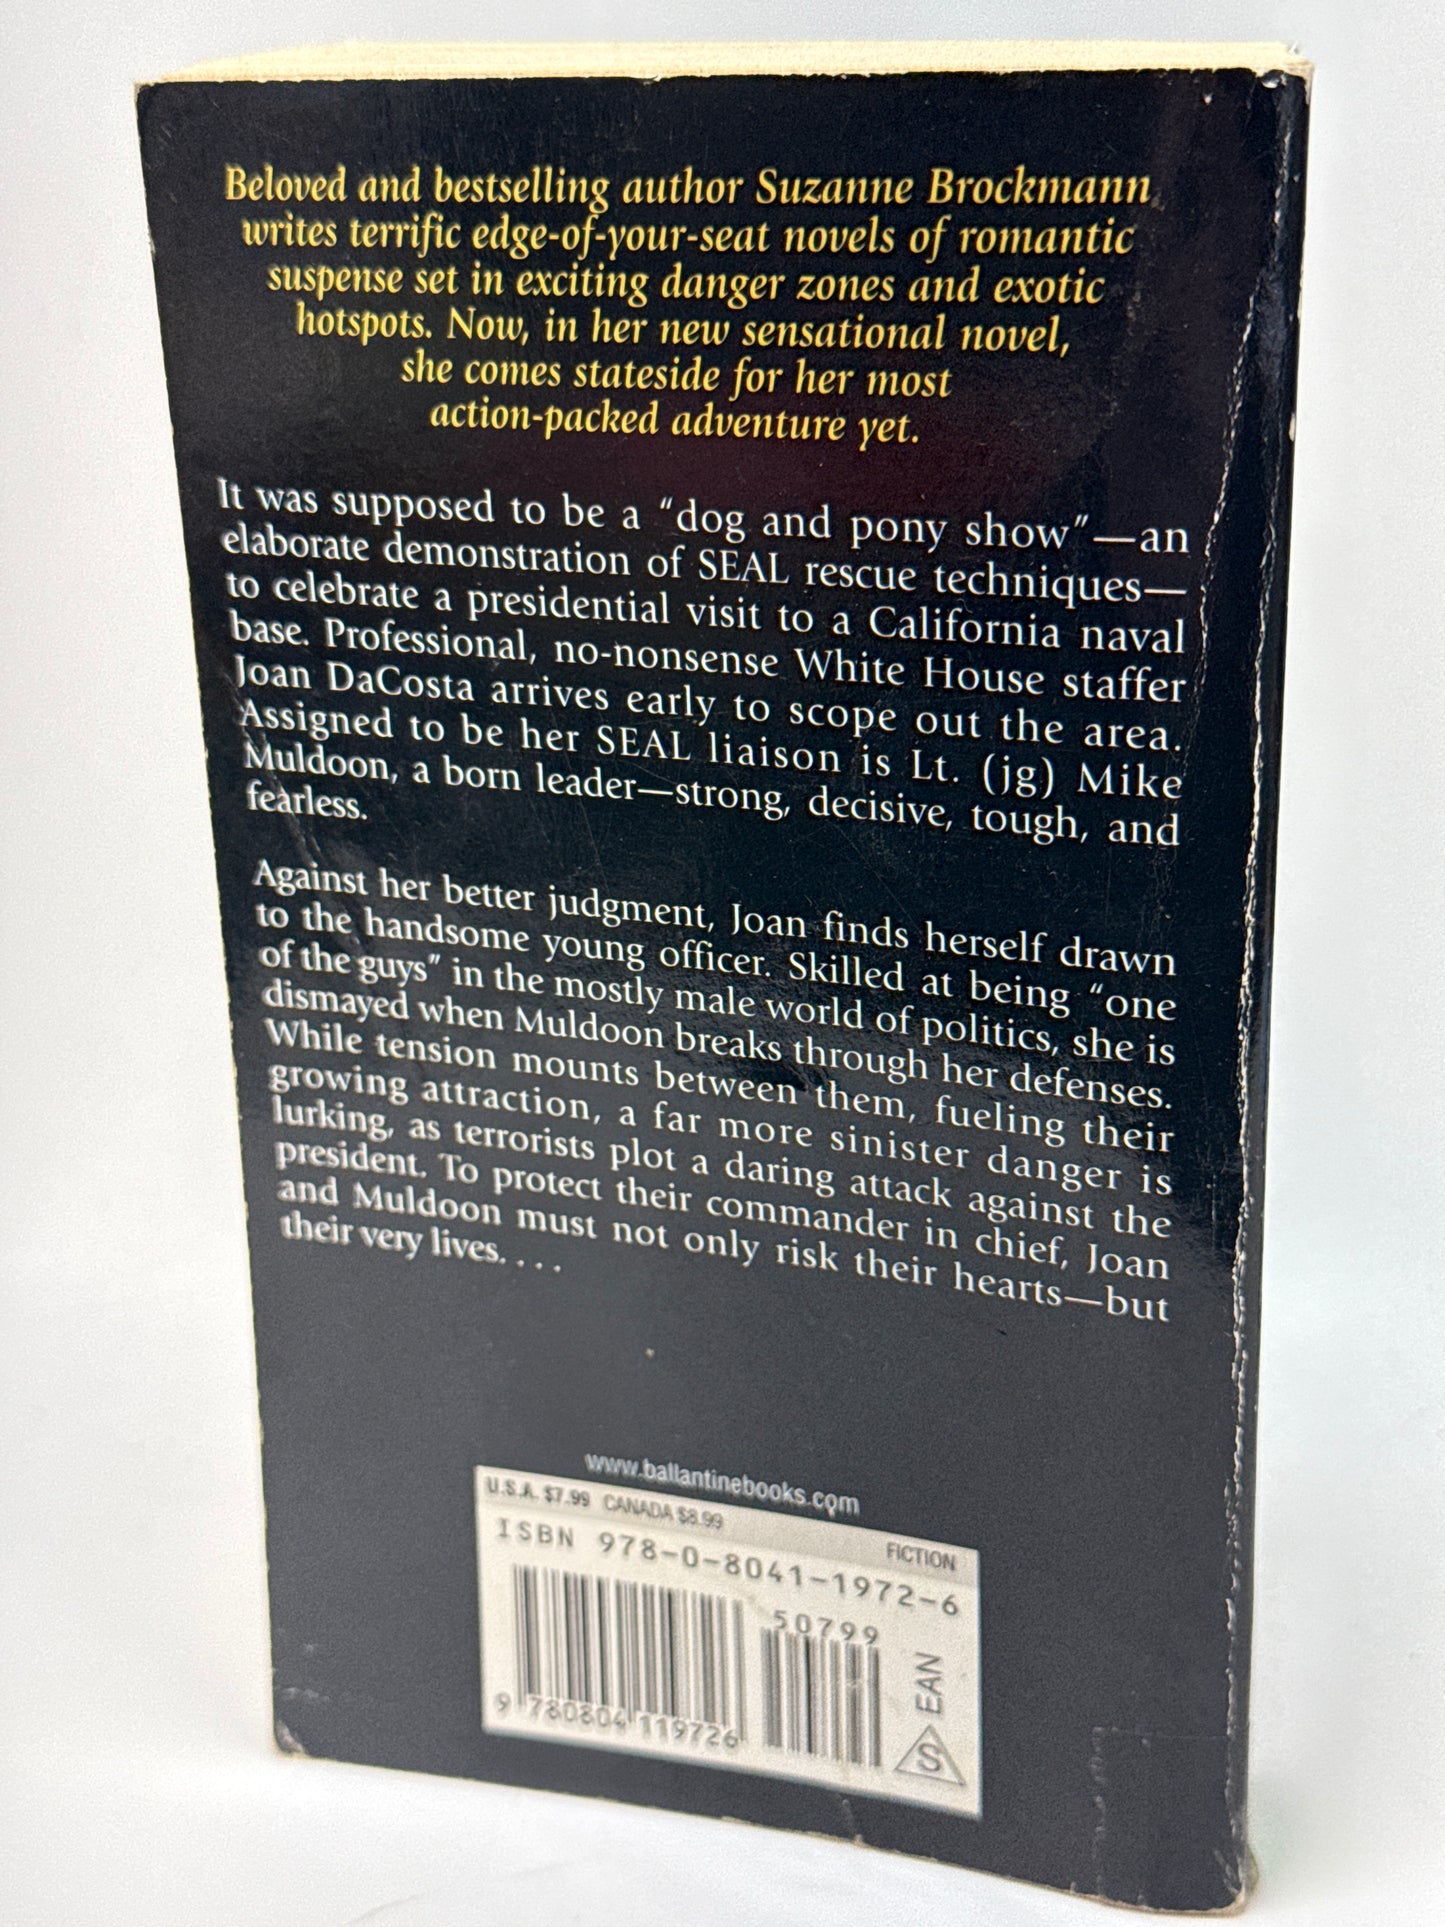 Beloved and bestselling author Suzanne Brockmann
writes terrific edge-of-your-seat novels of romantic
suspense set in exciting danger zones and exotic
hotspots. Now, in her new sensational novel,
she comes stateside for her most
action-packed adventure yet.
It was supposed to be a “dog and pony show”—an
elaborate demonstration of SEAL rescue techniques—
to celebrate a presidential visit to a California naval
base. Professional, no-nonsense White House staffer
Joan DaCosta arrives early to scope out the area.
Assigned to be her SEAL liaison is Lt. (jg) Mike
Muldoon, a born leader—strong, decisive, tough, and
fearless.
Against her better judgment, Joan finds herself drawn
to the handsome young officer. Skilled at being “one
of the guys” in the mostly male world of politics, she is
dismayed when Muldoon breaks through her defenses.
While tension mounts between them, fueling their
growing attraction, a far more sinister danger is
lurking, as terrorists plot a daring attack against the
president. To protect their commander in chief, Joan
and Muldoon must not only risk their hearts—but
their very lives. . . .
www.ballantinebooks.com
U.S.A. $7.99 CANADA $8.99
FICTION
ISBN 978-0-8041-1972-6
50799
9 780804 119726
EAN
S